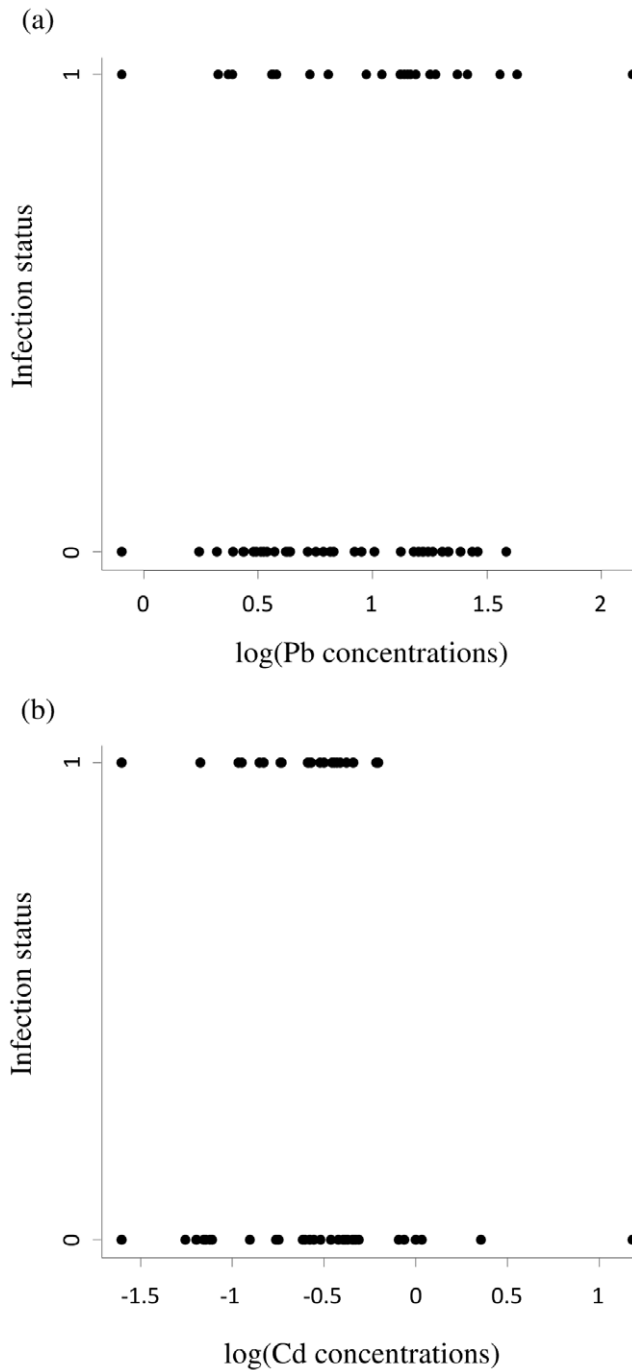 (a)
1
Infection status
0
0 0.5 1 1.5 2
log(Pb concentrations)
(b)
1
Infection status
0
-1.5 -1 -0.5 0 0.5 1
log(Cd concentrations)